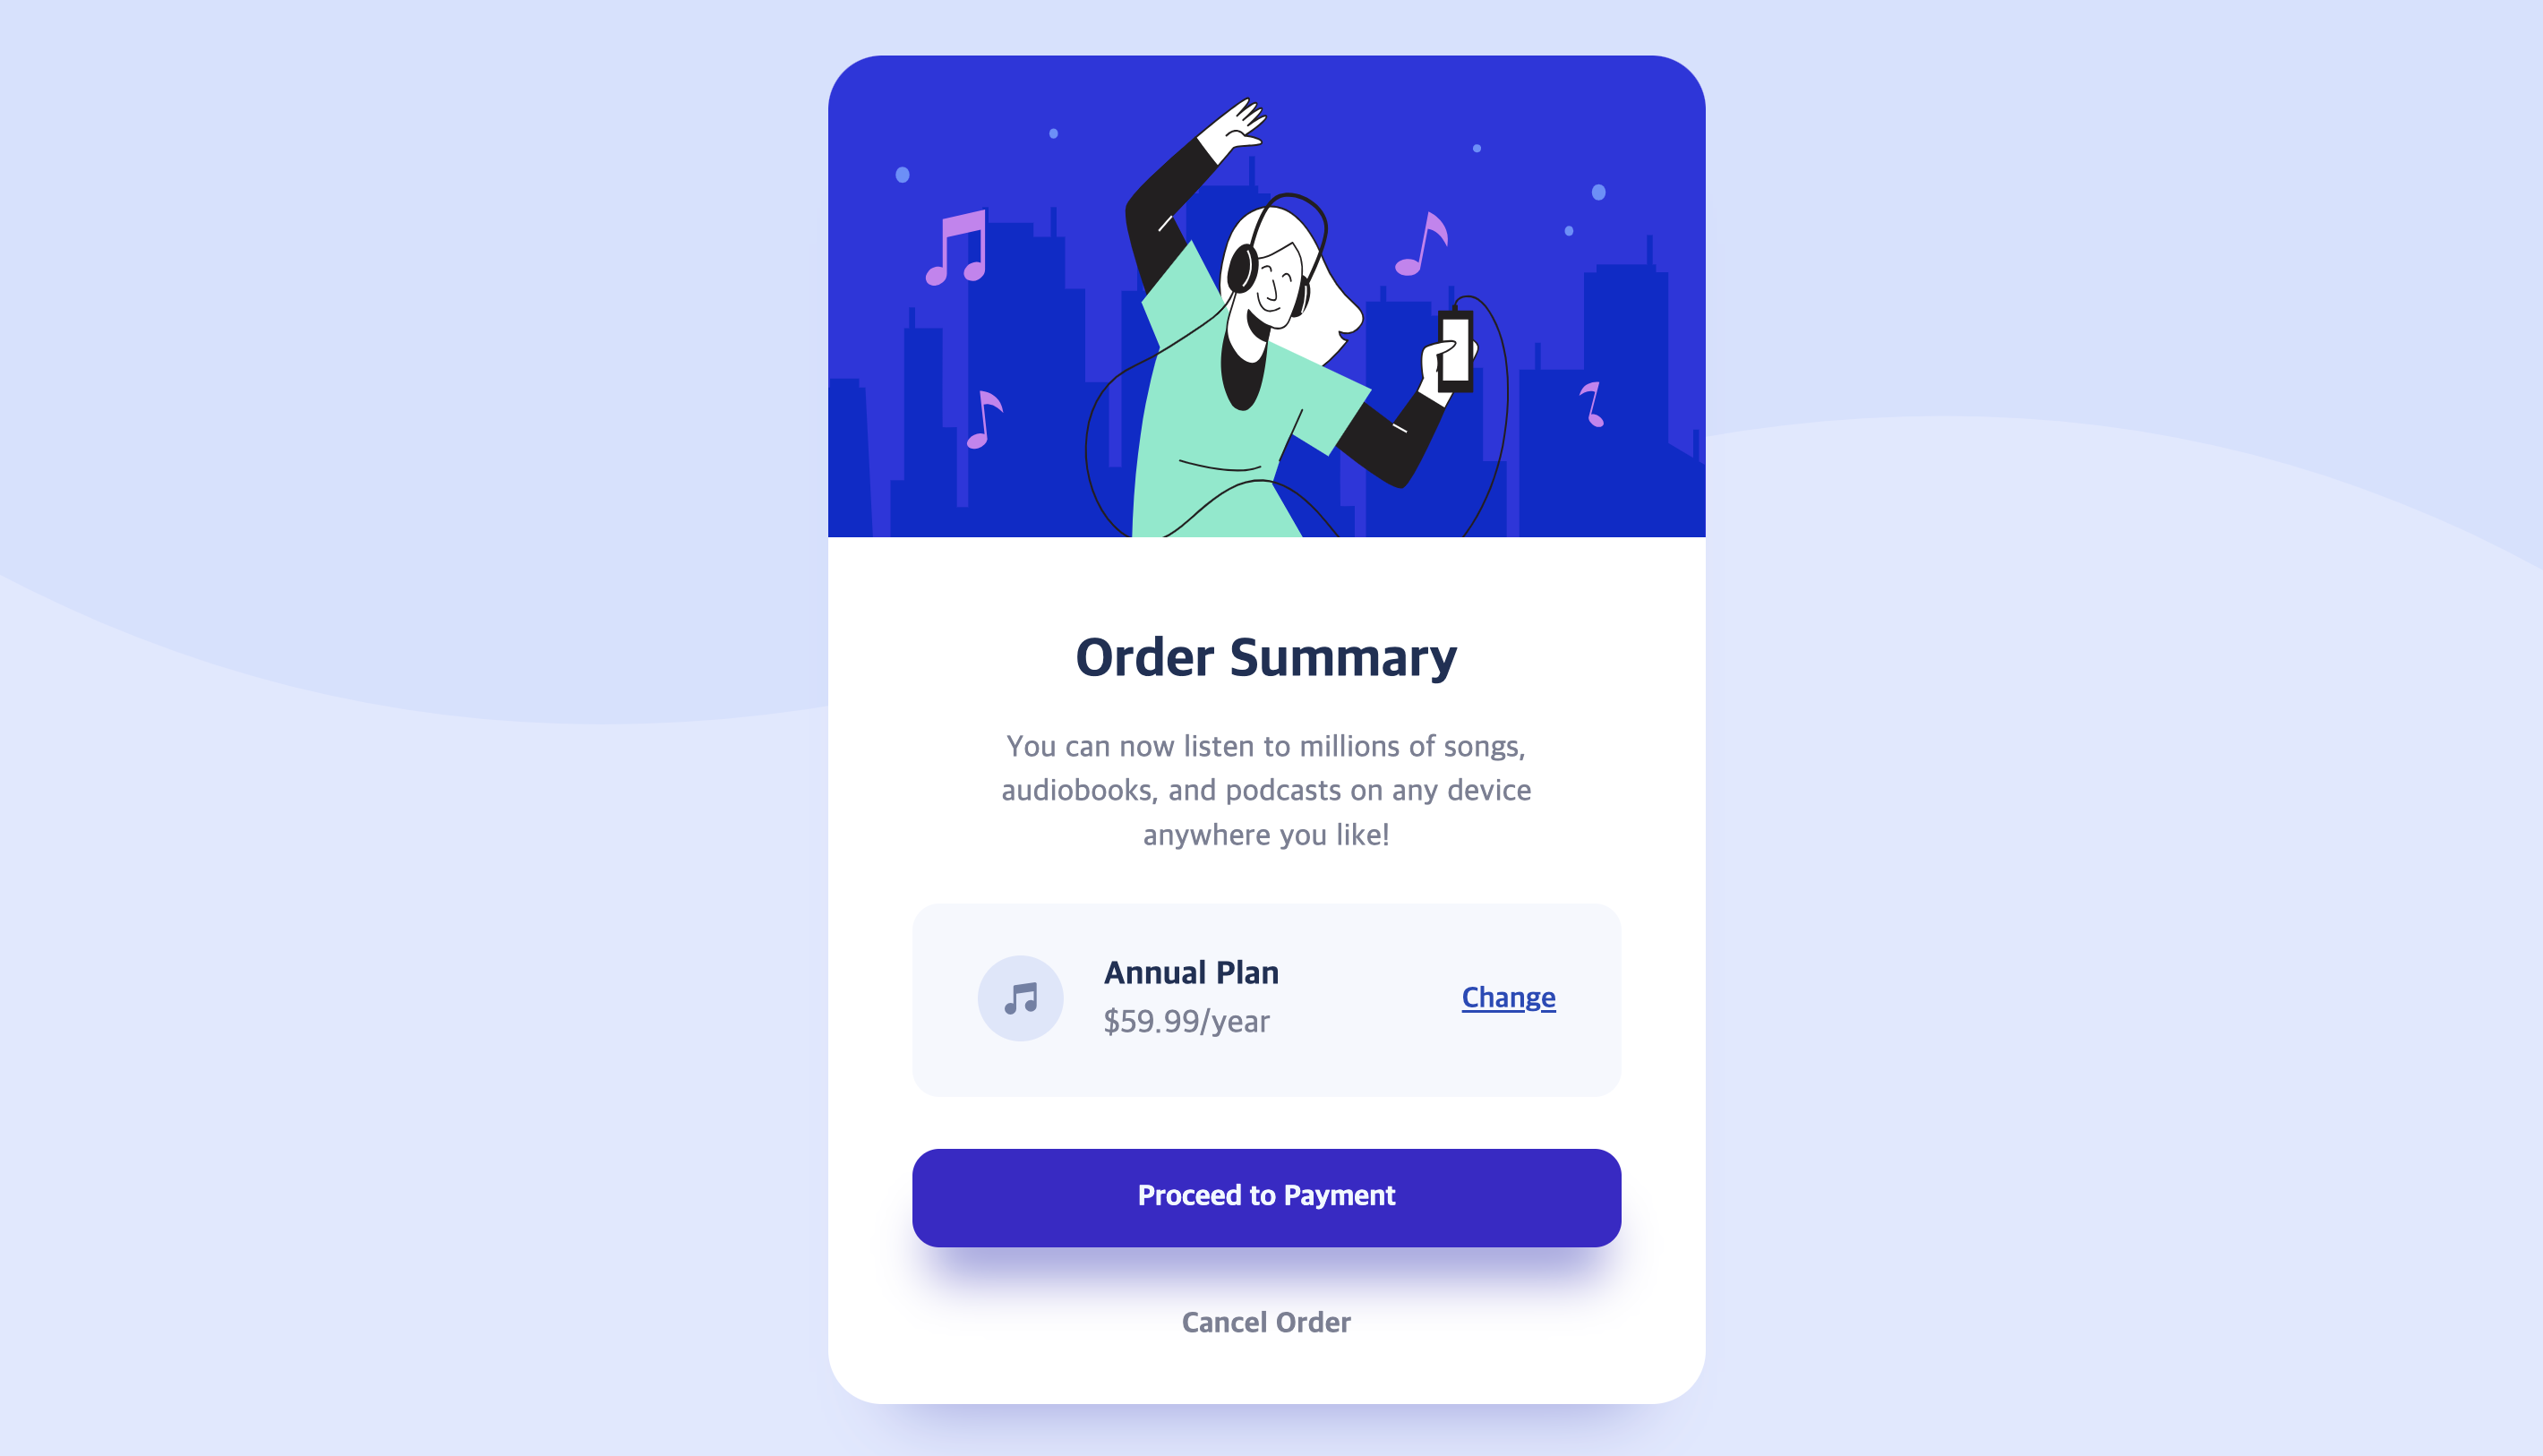 Order Summary
You can now listen to millions of songs,
audiobooks, and podcasts on any device
anywhere you like!
Annual Plan
$59.99/year
Change
Proceed to Payment
Cancel Order